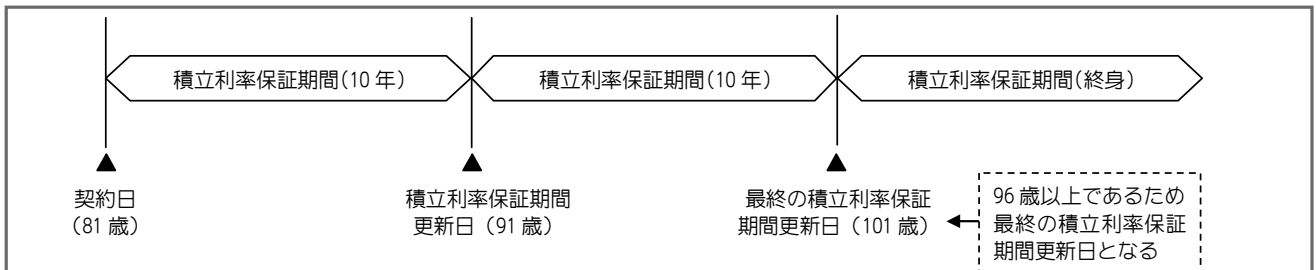 積立利率保証期間(10 年)
積立利率保証期間(10 年)
積立利率保証期間(終身)
契約日
(81 歳)
積立利率保証期間
更新日(91 歳)
最終の積立利率保証
期間更新日(101 歳)
96 歳以上であるため
最終の積立利率保証
期間更新日となる